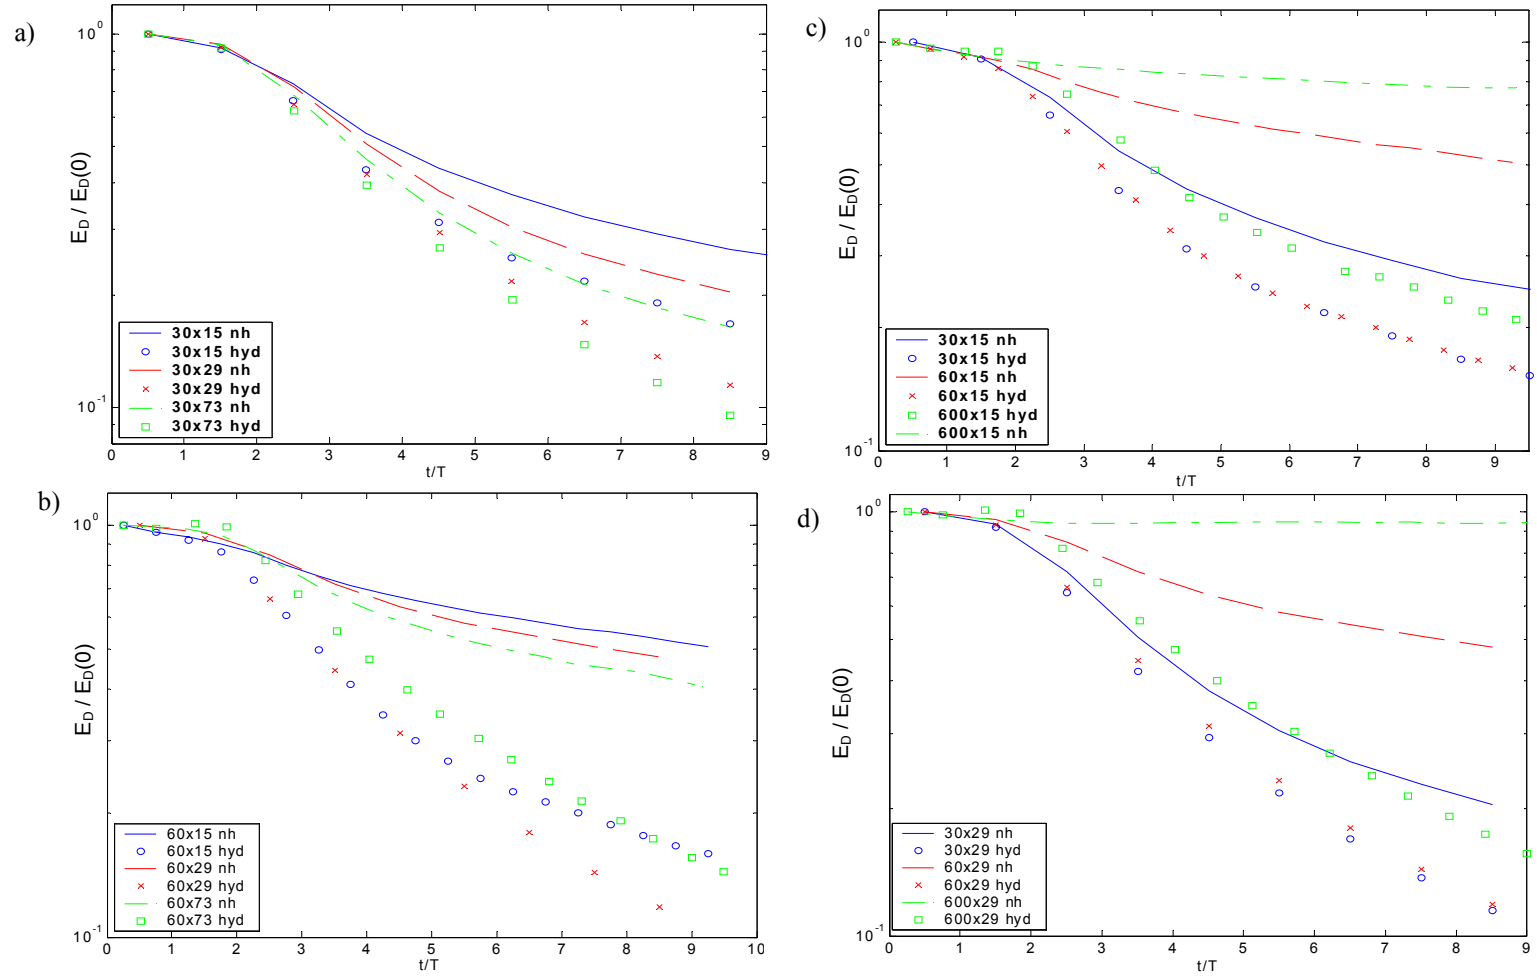 a)
10^0
E_D / E_D(0)
30x15 nh
30x15 hyd
30x29 nh
30x29 hyd
30x73 nh
30x73 hyd
10^-1
0 1 2 3 4 5 6 7 8 9
t/T
c)
10^0
E_D / E_D(0)
30x15 nh
30x15 hyd
60x15 nh
60x15 hyd
600x15 hyd
600x15 nh
10^-1
0 1 2 3 4 5 6 7 8 9
t/T
b)
10^0
E_D / E_D(0)
60x15 nh
60x15 hyd
60x29 nh
60x29 hyd
60x73 nh
60x73 hyd
10^-1
0 1 2 3 4 5 6 7 8 9 10
t/T
d)
10^0
E_D / E_D(0)
30x29 nh
30x29 hyd
60x29 nh
60x29 hyd
600x29 nh
600x29 hyd
10^-1
0 1 2 3 4 5 6 7 8 9
t/T